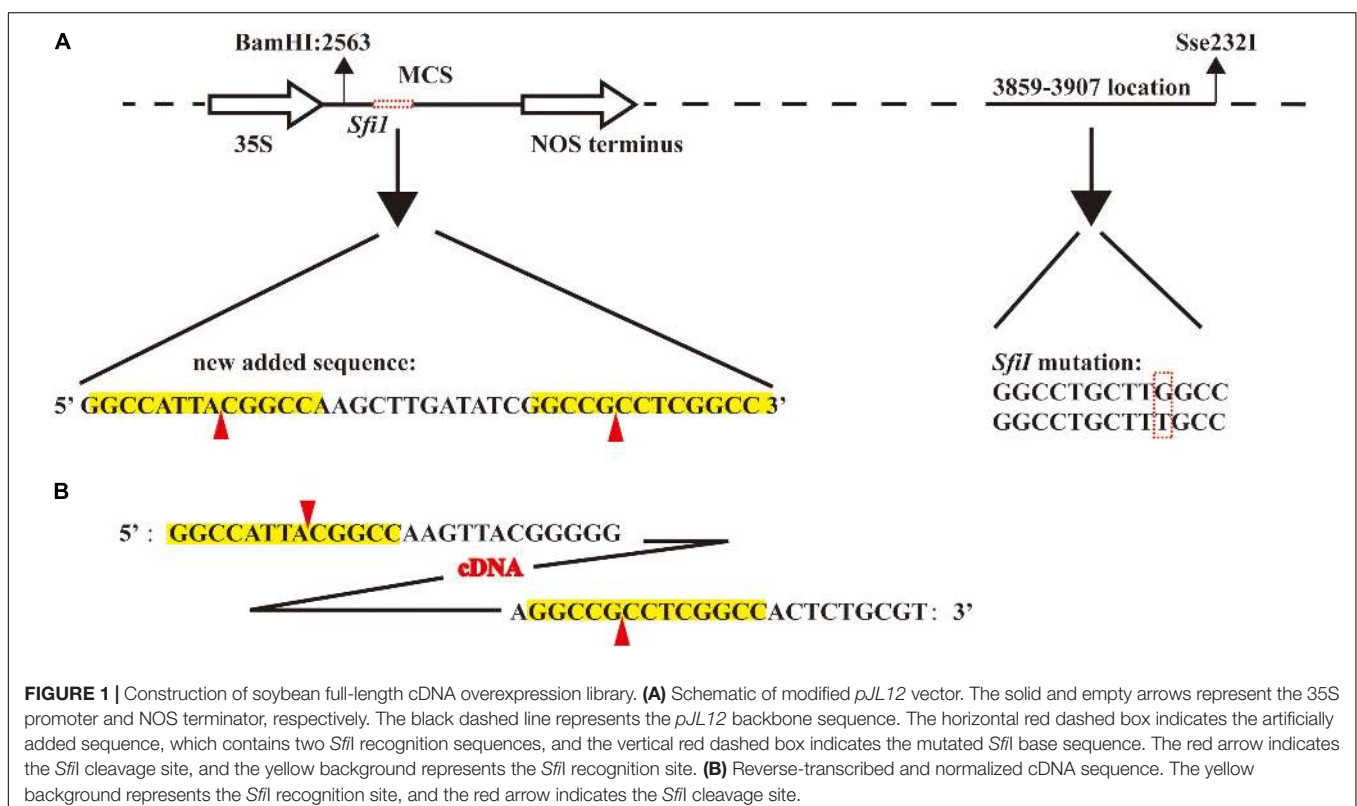 A
BamHI:2563
MCS
Sse232I
3859-3907 location
SfiI
35S
NOS terminus
new added sequence:
5’ GGCCATTACGGCCAAGCTTGATATCGGCCGCCTCGGCC 3’
SfiI mutation:
GGCCTGCTTGGCC
GGCCTGCTTTGCC
B
5’ : GGCCATTACGGCCAAGTTACGGGGG
cDNA
AGGCCGCCTCGGCCACTCTGCGT: 3’
FIGURE 1 | Construction of soybean full-length cDNA overexpression library. (A) Schematic of modified pJL12 vector. The solid and empty arrows represent the 35S
promoter and NOS terminator, respectively. The black dashed line represents the pJL12 backbone sequence. The horizontal red dashed box indicates the artificially
added sequence, which contains two SfiI recognition sequences, and the vertical red dashed box indicates the mutated SfiI base sequence. The red arrow indicates
the SfiI cleavage site, and the yellow background represents the SfiI recognition site. (B) Reverse-transcribed and normalized cDNA sequence. The yellow
background represents the SfiI recognition site, and the red arrow indicates the SfiI cleavage site.